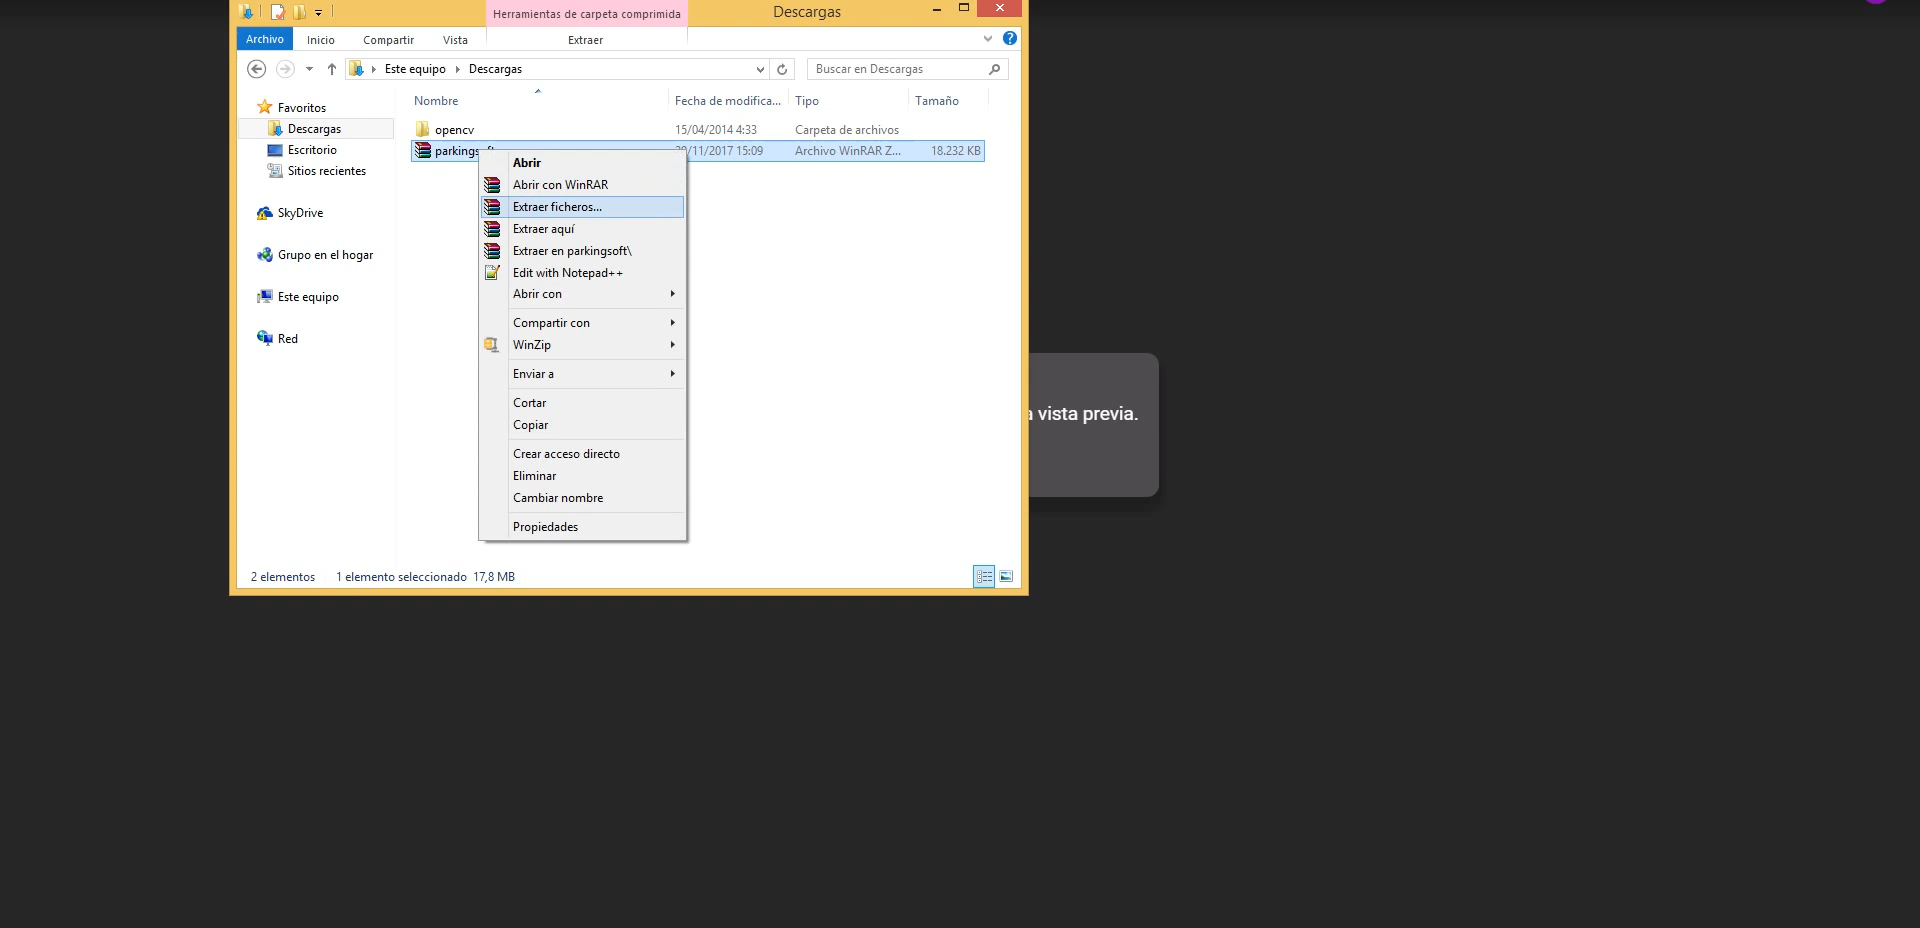 Herramientas de carpeta comprimida
Descargas
Archivo
Inicio
Compartir
Vista
Extraer
Este equipo
Descargas
Buscar en Descargas
Nombre
Fecha de modifica...
Tipo
Tamaño
Favoritos
Descargas
Escritorio
Sitios recientes
SkyDrive
Grupo en el hogar
Este equipo
Red
opencv
15/04/2014 4:33
Carpeta de archivos
/11/2017 15:09
Archivo WinRAR Z...
18.232 KB
Abrir
Abrir con WinRAR
Extraer ficheros...
Extraer aquí
Extraer en parkingsoft\
Edit with Notepad++
Abrir con
Compartir con
WinZip
Enviar a
Cortar
Copiar
Crear acceso directo
Eliminar
Cambiar nombre
Propiedades
a vista previa.
2 elementos
1 elemento seleccionado 17,8 MB